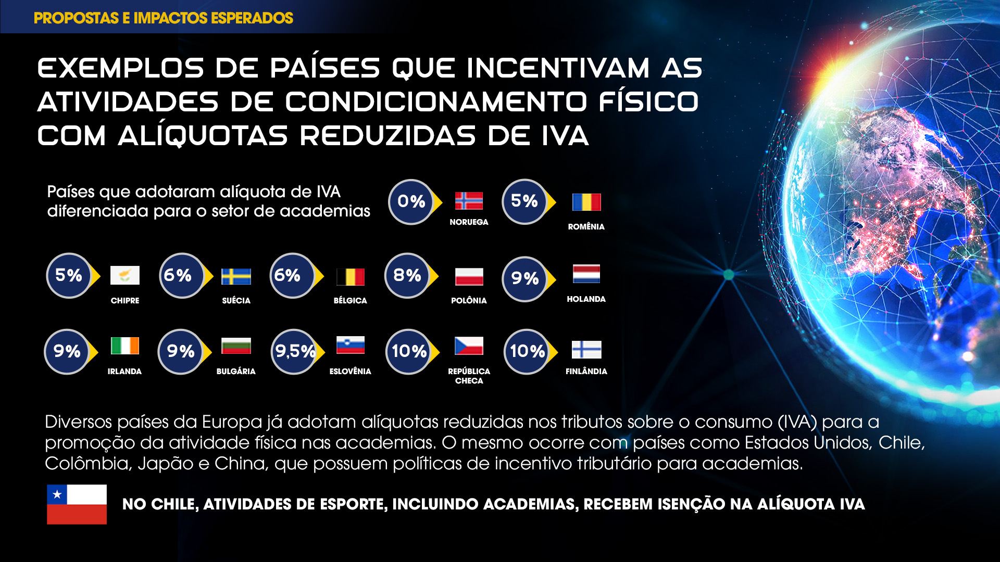 PROPOSTAS E IMPACTOS ESPERADOS
EXEMPLOS DE PAÍSES QUE INCENTIVAM AS
ATIVIDADES DE CONDICIONAMENTO FÍSICO
COM ALÍQUOTAS REDUZIDAS DE IVA
Países que adotaram alíquota de IVA
diferenciada para o setor de academias
0%
NORUEGA
5%
ROMÊNIA
5%
CHIPRE
6%
SUÉCIA
6%
BÉLGICA
8%
POLÔNIA
9%
HOLANDA
9%
IRLANDA
9%
BULGÁRIA
9,5%
ESLOVÊNIA
10%
REPÚBLICA
CHECA
10%
FINLÂNDIA
Diversos países da Europa já adotam alíquotas reduzidas nos tributos sobre o consumo (IVA) para a
promoção da atividade física nas academias. O mesmo ocorre com países como Estados Unidos, Chile,
Colômbia, Japão e China, que possuem políticas de incentivo tributário para academias.
NO CHILE, ATIVIDADES DE ESPORTE, INCLUINDO ACADEMIAS, RECEBEM ISENÇÃO NA ALÍQUOTA IVA